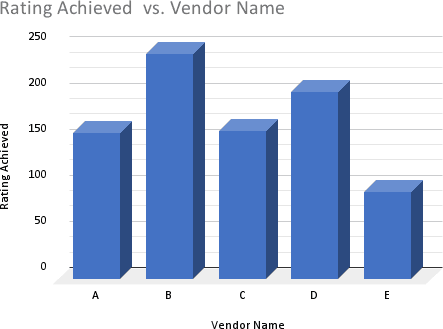 Rating Achieved  vs. Vendor Name
250
200
150
100
50
0
Rating Achieved
A B C D E
Vendor Name